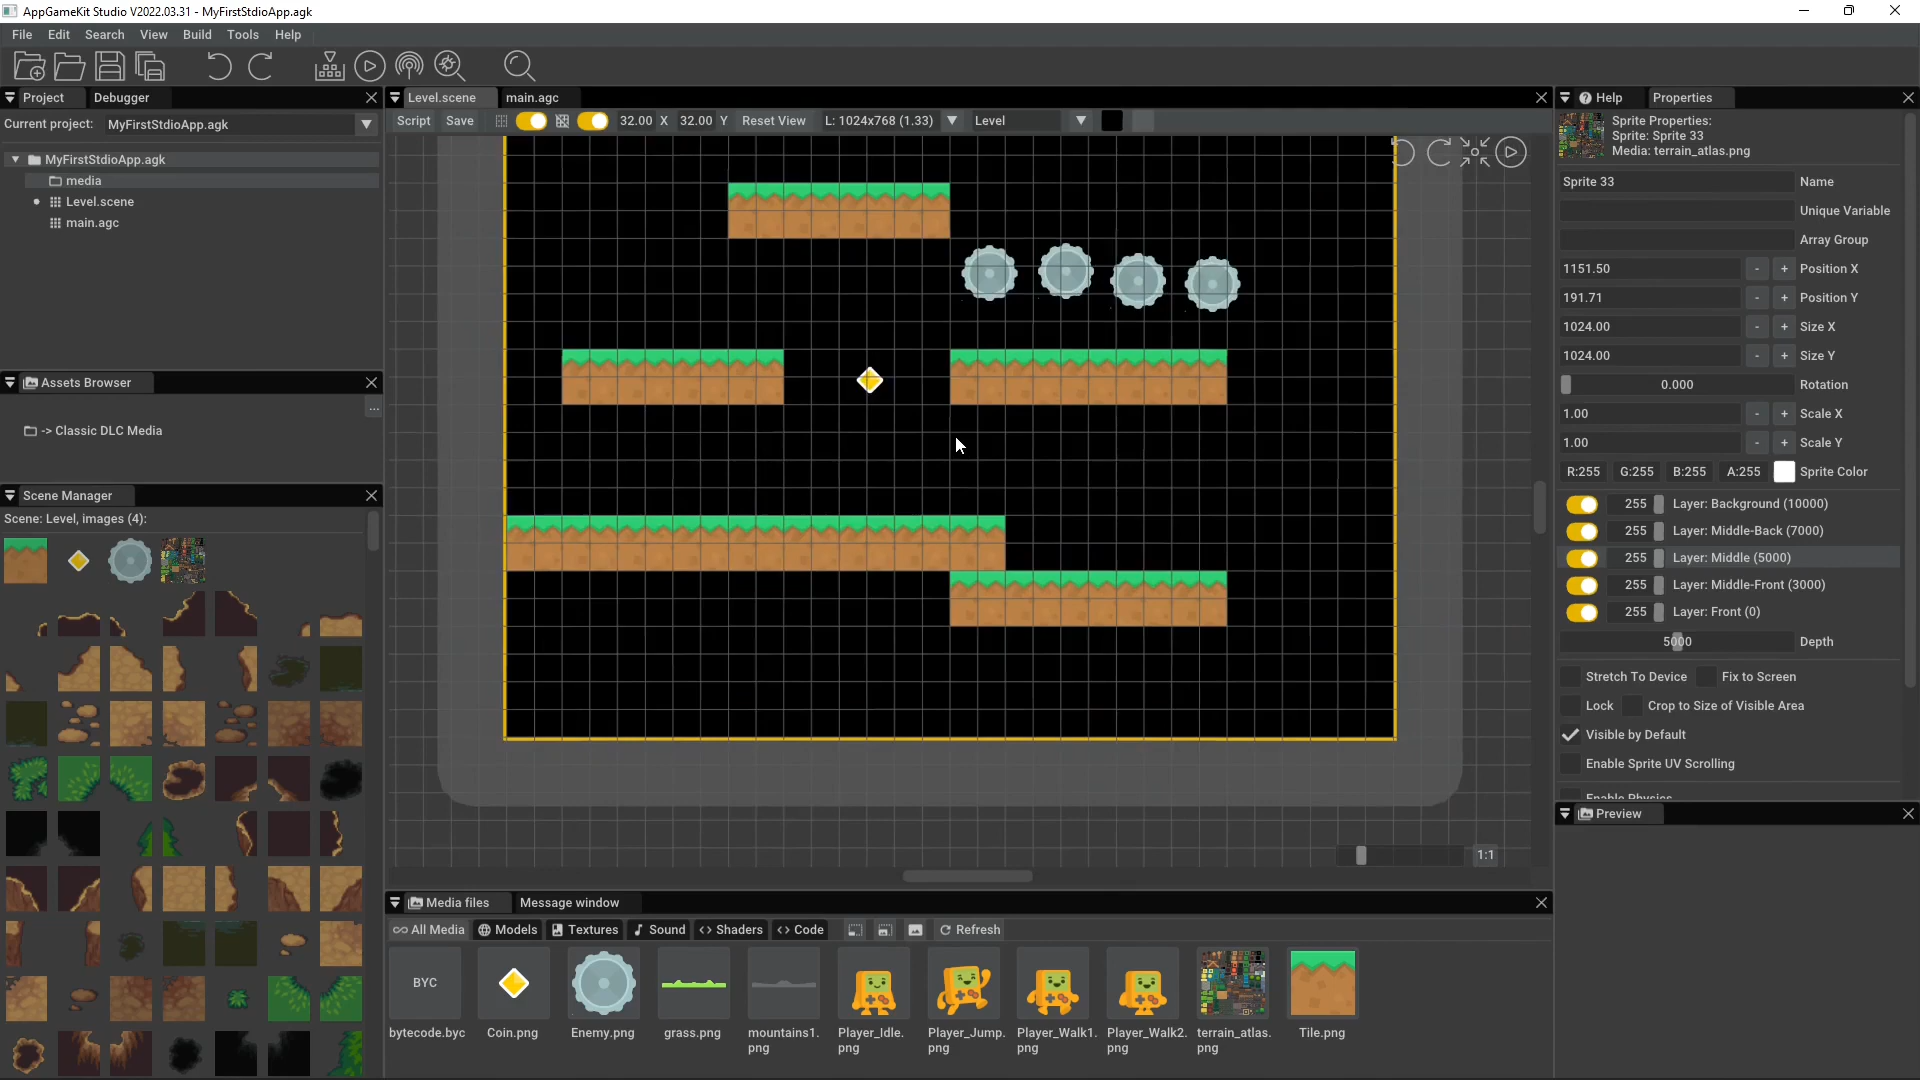 AppGameKit Studio V2022.03.31 - MyFirstStdioApp.agk
File Edit Search View Build Tools Help
Project Debugger
Current project: MyFirstStdioApp.agk
MyFirstStdioApp.agk
media
Level.scene
main.agc
Assets Browser
...
-> Classic DLC Media
Scene Manager
Scene: Level, images (4):
Level.scene main.agc
Script Save 32.00 X 32.00 Y Reset View L: 1024x768 (1.33) Level
1:1
Media files Message window
All Media Models Textures Sound <> Shaders <> Code Refresh
BYC
bytecode.byc Coin.png Enemy.png grass.png mountains1.png Player_Idle.png Player_Jump.png Player_Walk1.png Player_Walk2.png terrain_atlas.png Tile.png
Help Properties
Sprite Properties:
Sprite: Sprite 33
Media: terrain_atlas.png
Sprite 33 Name
Unique Variable
Array Group
1151.50 - + Position X
191.71 - + Position Y
1024.00 - + Size X
1024.00 - + Size Y
0.000 Rotation
1.00 - + Scale X
1.00 - + Scale Y
R:255 G:255 B:255 A:255 Sprite Color
255 Layer: Background (10000)
255 Layer: Middle-Back (7000)
255 Layer: Middle (5000)
255 Layer: Middle-Front (3000)
255 Layer: Front (0)
5000 Depth
Stretch To Device Fix to Screen
Lock Crop to Size of Visible Area
Visible by Default
Enable Sprite UV Scrolling
Enable Physics
Preview